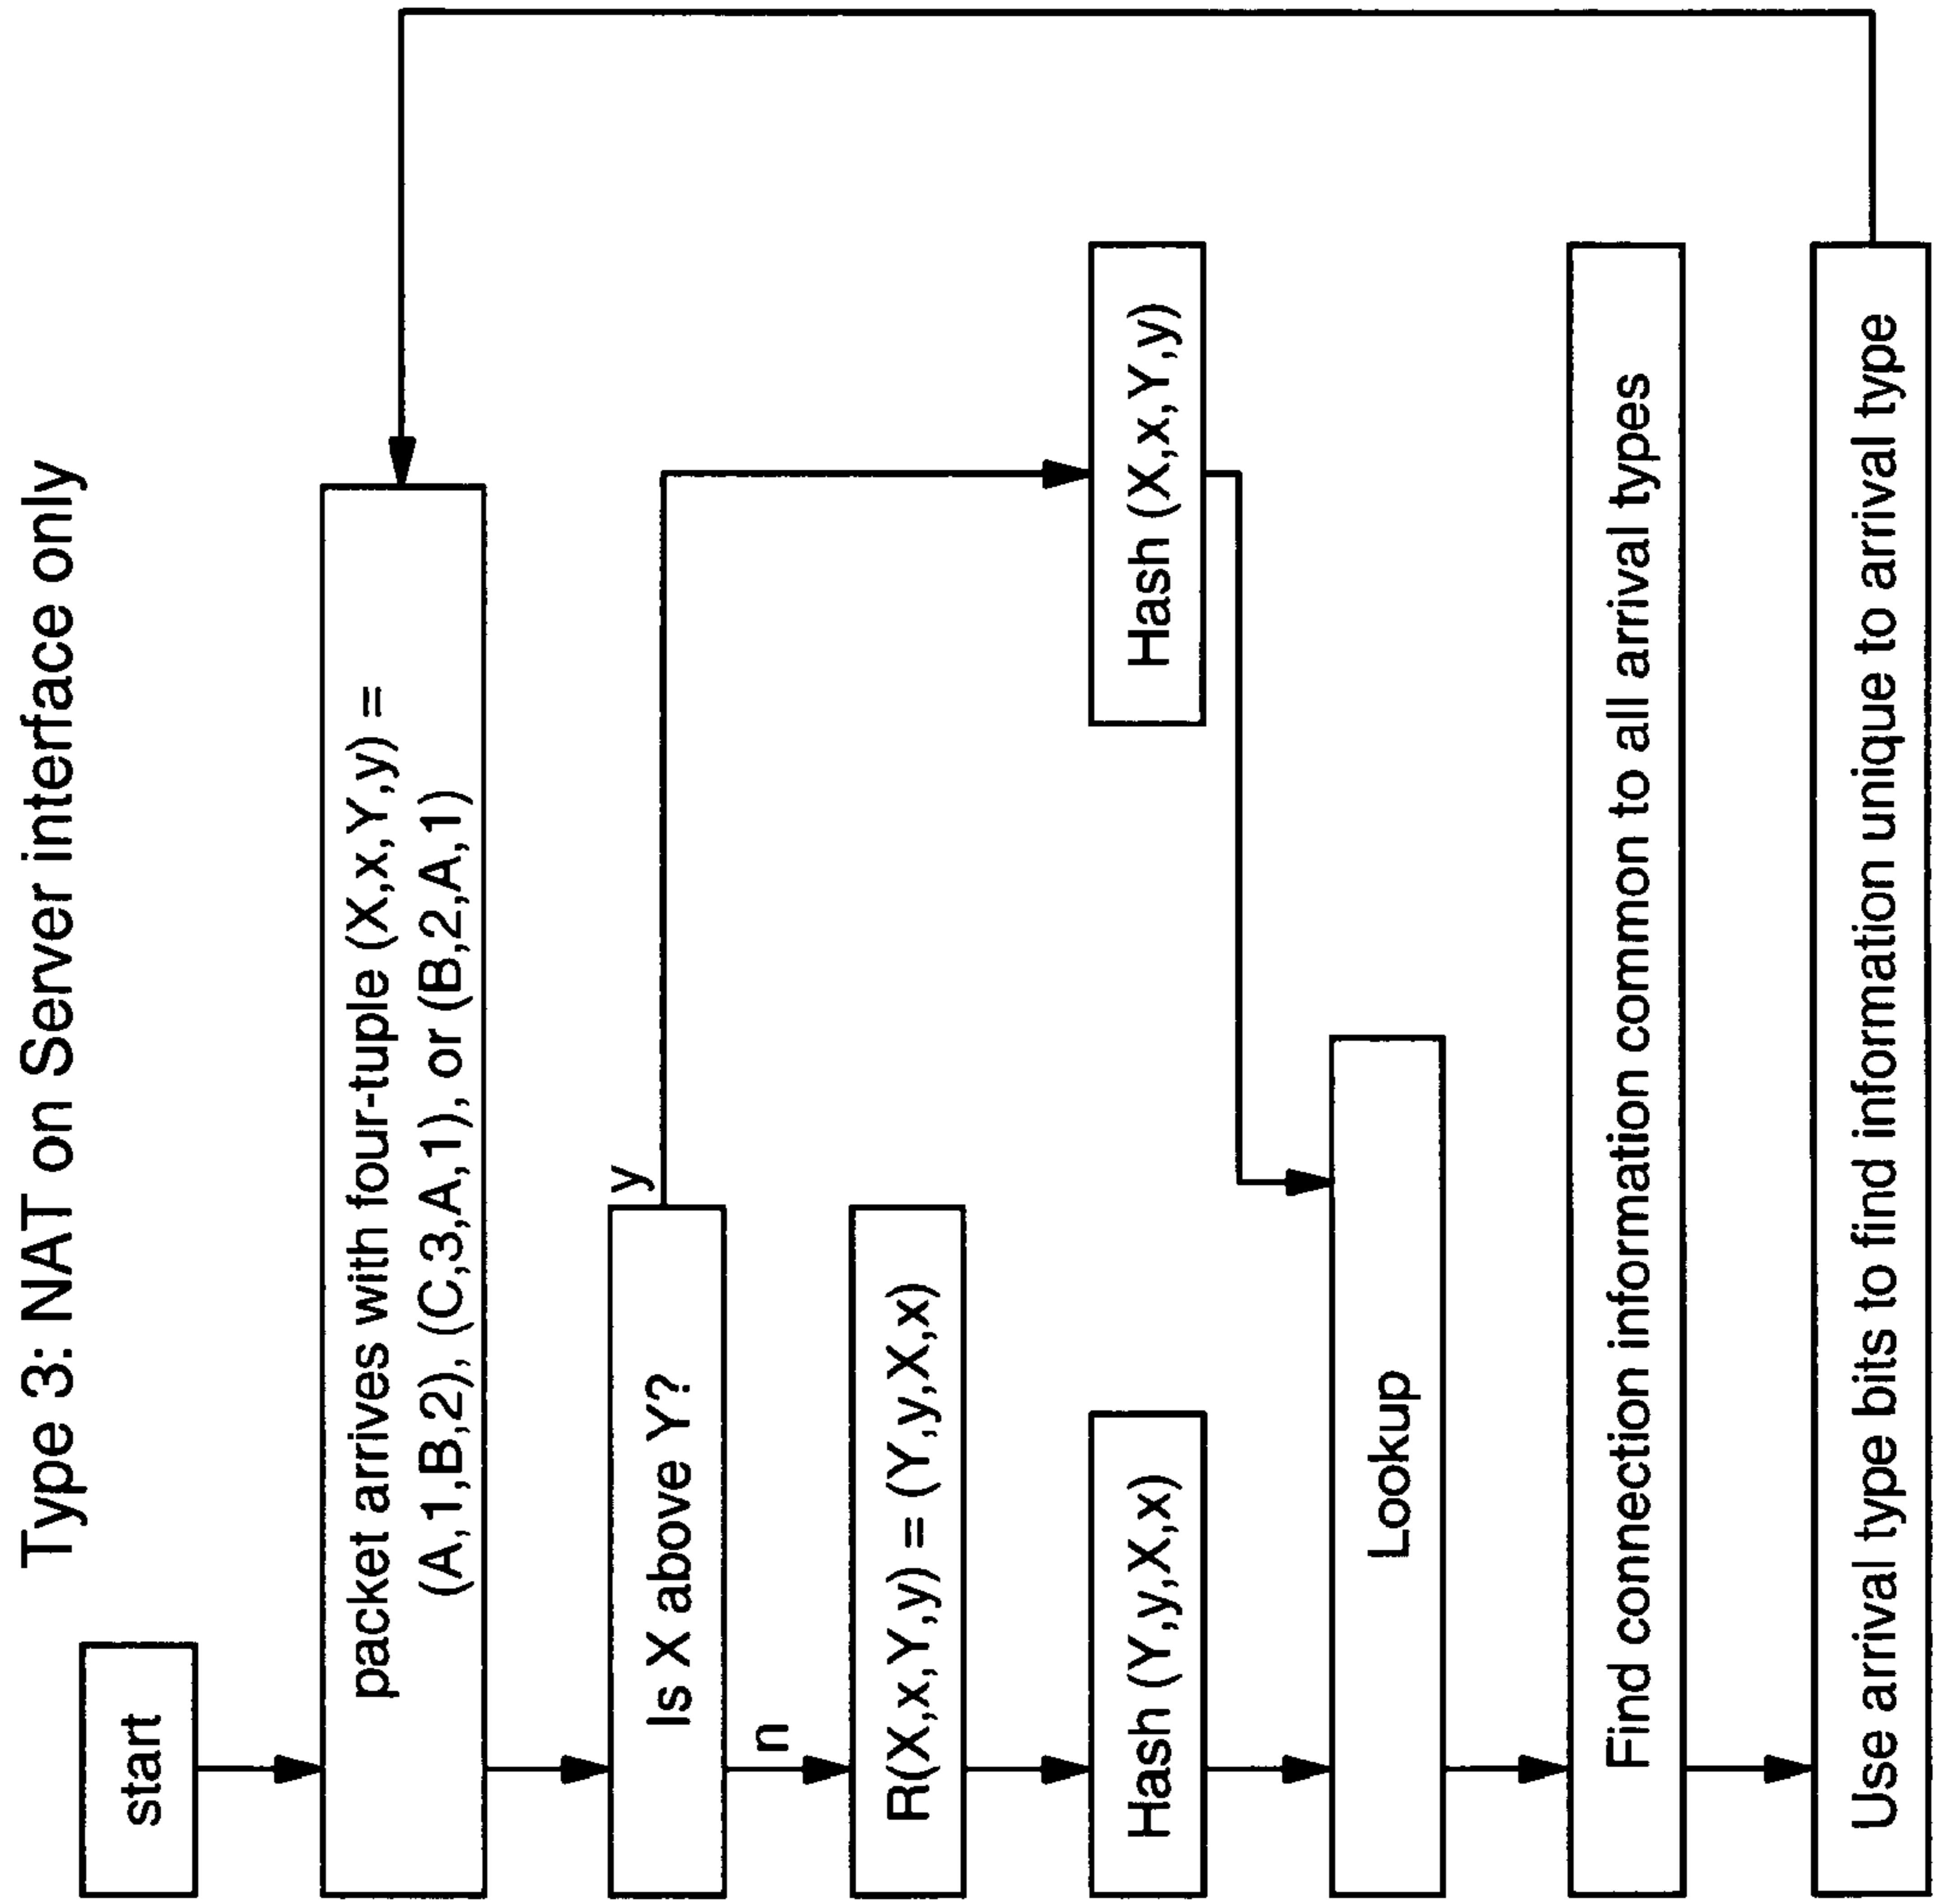 Type 3: NAT on Server interface only
start
packet arrives with four-tuple (X,x,Y,y) =
(A,1,B,2), (C,3,A,1), or (B,2,A,1)
Is X above Y?
y
n
R(X,x,Y,y) = (Y,y,X,x)
Hash (Y,y,X,x)
Hash (X,x,Y,y)
Lookup
Find connection information common to all arrival types
Use arrival type bits to find information unique to arrival type